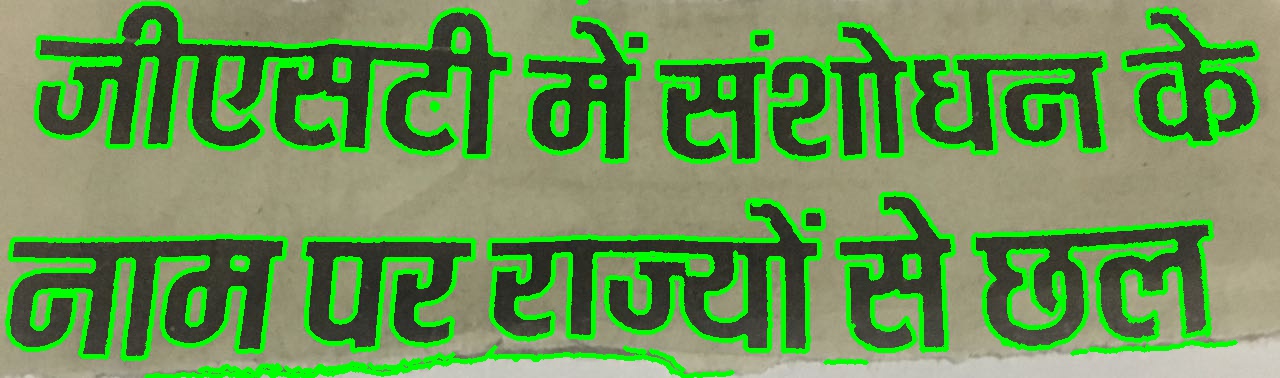 जीएसटी में संशोधन के
नाम पर राज्यों से छल